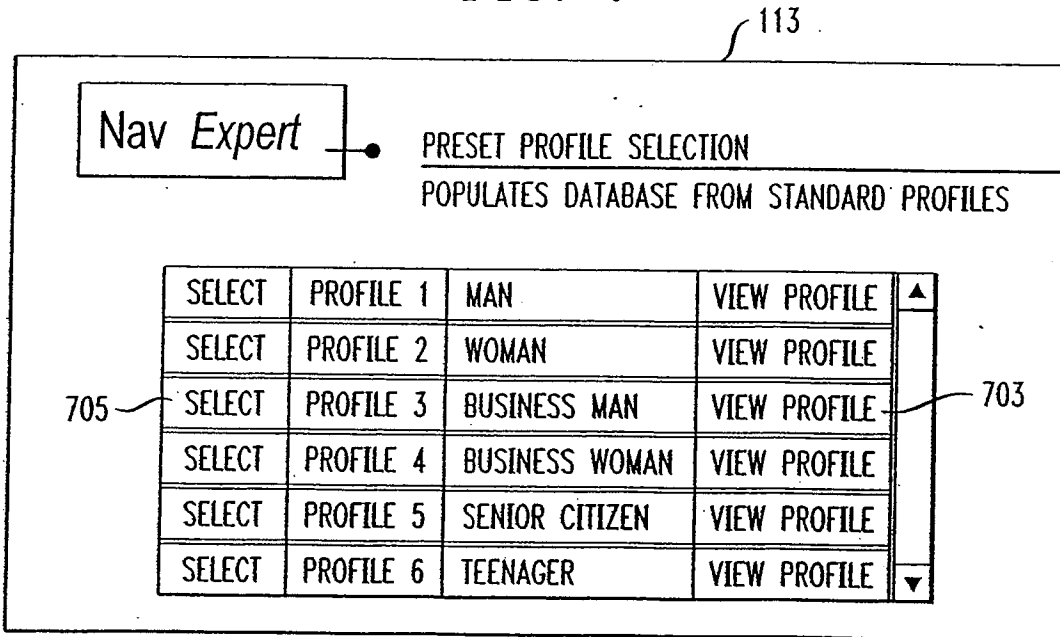 113
Nav Expert
PRESET PROFILE SELECTION
POPULATES DATABASE FROM STANDARD PROFILES
SELECT PROFILE 1 MAN VIEW PROFILE
SELECT PROFILE 2 WOMAN VIEW PROFILE
705 SELECT PROFILE 3 BUSINESS MAN VIEW PROFILE 703
SELECT PROFILE 4 BUSINESS WOMAN VIEW PROFILE
SELECT PROFILE 5 SENIOR CITIZEN VIEW PROFILE
SELECT PROFILE 6 TEENAGER VIEW PROFILE